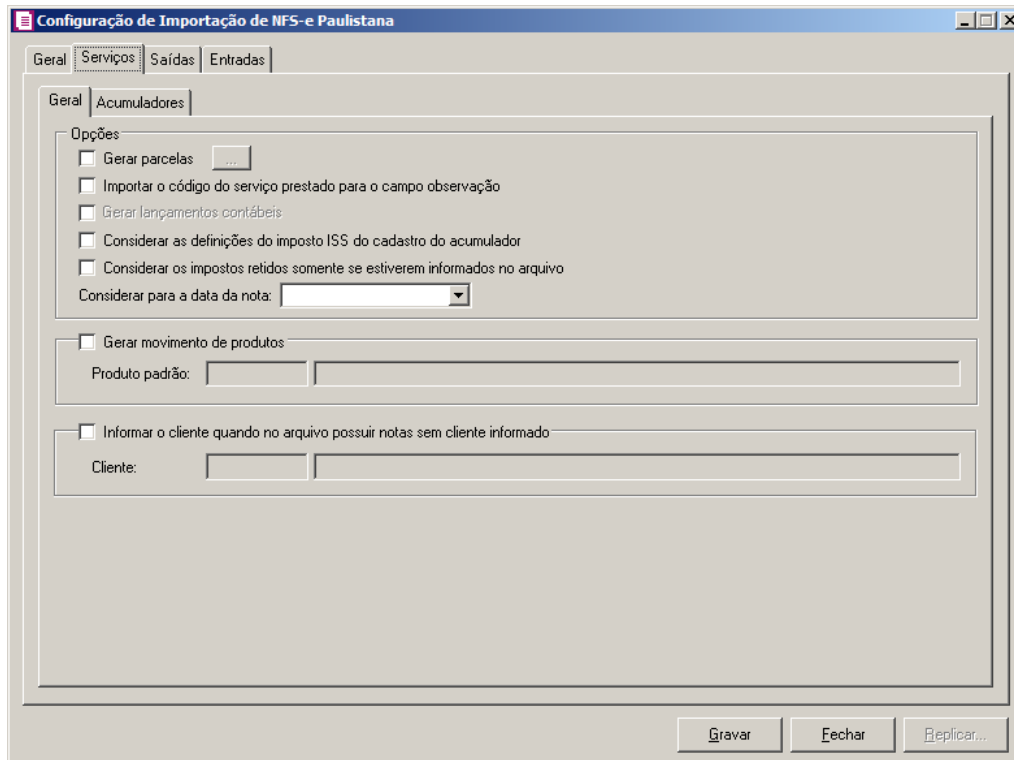 Configuração de Importação de NFS-e Paulistana
Geral Serviços Saídas Entradas
Geral Acumuladores
Opções
Gerar parcelas ...
Importar o código do serviço prestado para o campo observação
Gerar lançamentos contábeis
Considerar as definições do imposto ISS do cadastro do acumulador
Considerar os impostos retidos somente se estiverem informados no arquivo
Considerar para a data da nota:
Gerar movimento de produtos
Produto padrão:
Informar o cliente quando no arquivo possuir notas sem cliente informado
Cliente:
Gravar Fechar Replicar...